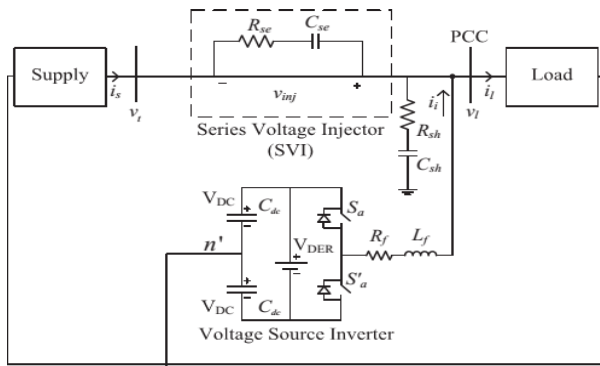 R_se C_se
PCC
Supply
Load
i_s
v_t
v_inj
i_i
i_l
v_l
Series Voltage Injector
(SVI)
R_sh
C_sh
V_DC C_dc
S_a
n'
V_DER
R_f L_f
S'_a
V_DC C_dc
Voltage Source Inverter